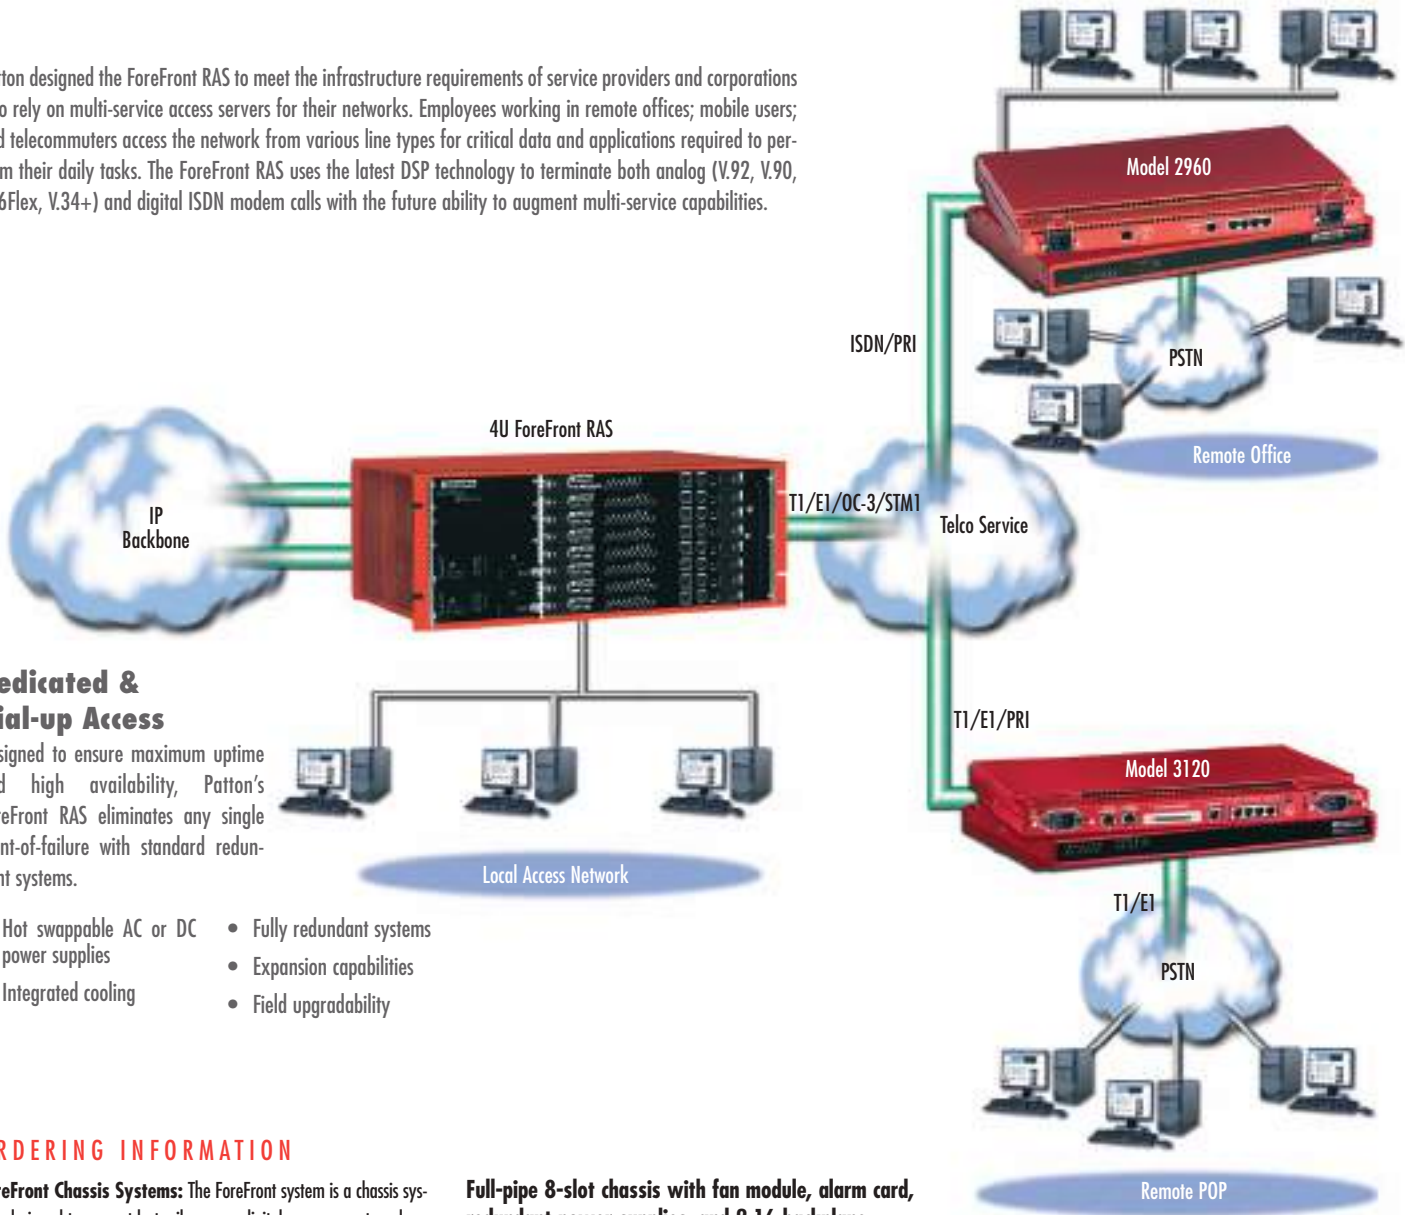 tton designed the ForeFront RAS to meet the infrastructure requirements of service providers and corporations
o rely on multi-service access servers for their networks. Employees working in remote offices; mobile users;
d telecommuters access the network from various line types for critical data and applications required to per-
m their daily tasks. The ForeFront RAS uses the latest DSP technology to terminate both analog (V.92, V.90,
6Flex, V.34+) and digital ISDN modem calls with the future ability to augment multi-service capabilities.
Model 2960
ISDN/PRI
PSTN
Remote Office
4U ForeFront RAS
IP
Backbone
T1/E1/OC-3/STM1
Telco Service
edicated &
ial-up Access
signed to ensure maximum uptime
d high availability, Patton's
eFront RAS eliminates any single
nt-of-failure with standard redun-
nt systems.
Local Access Network
T1/E1/PRI
Model 3120
T1/E1
PSTN
Hot swappable AC or DC
power supplies
Integrated cooling
• Fully redundant systems
• Expansion capabilities
• Field upgradability
Remote POP
RDERING INFORMATION
eFront Chassis Systems: The ForeFront system is a chassis sys-
Full-pipe 8-slot chassis with fan module, alarm card,